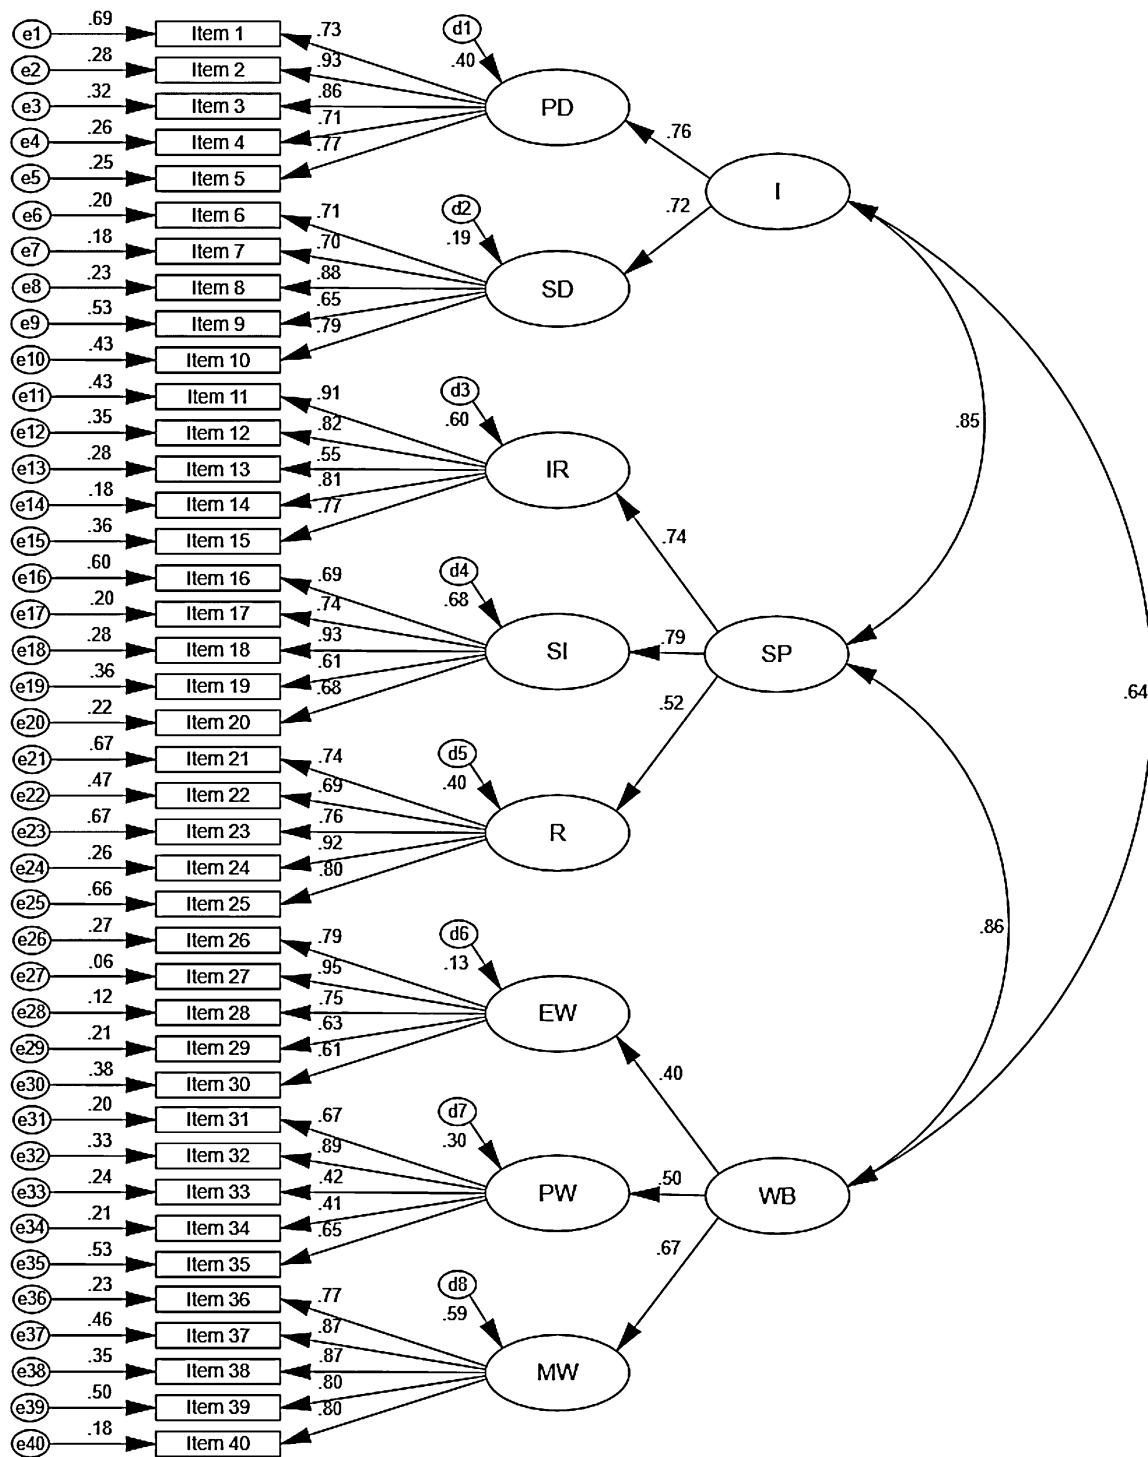 e1 .69 Item 1 .73
e2 .28 Item 2 .93
e3 .32 Item 3 .86
e4 .26 Item 4 .71
e5 .25 Item 5 .77
d1
.40
PD
.76
I
e6 .20 Item 6 .71
e7 .18 Item 7 .70
e8 .23 Item 8 .88
e9 .53 Item 9 .65
e10 .43 Item 10 .79
d2
.19
SD
.72
e11 .43 Item 11 .91
e12 .35 Item 12 .82
e13 .28 Item 13 .55
e14 .18 Item 14 .81
e15 .36 Item 15 .77
d3
.60
IR
.74
.85
e16 .60 Item 16 .69
e17 .20 Item 17 .74
e18 .28 Item 18 .93
e19 .36 Item 19 .61
e20 .22 Item 20 .68
d4
.68
SI
.79
SP
.64
e21 .67 Item 21 .74
e22 .47 Item 22 .69
e23 .67 Item 23 .76
e24 .26 Item 24 .92
e25 .66 Item 25 .80
d5
.40
R
.52
e26 .27 Item 26 .79
e27 .06 Item 27 .95
e28 .12 Item 28 .75
e29 .21 Item 29 .63
e30 .38 Item 30 .61
d6
.13
EW
.40
.86
e31 .20 Item 31 .67
e32 .33 Item 32 .89
e33 .24 Item 33 .42
e34 .21 Item 34 .41
e35 .53 Item 35 .65
d7
.30
PW
.50
WB
e36 .23 Item 36 .77
e37 .46 Item 37 .87
e38 .35 Item 38 .87
e39 .50 Item 39 .80
e40 .18 Item 40 .80
d8
.59
MW
.67